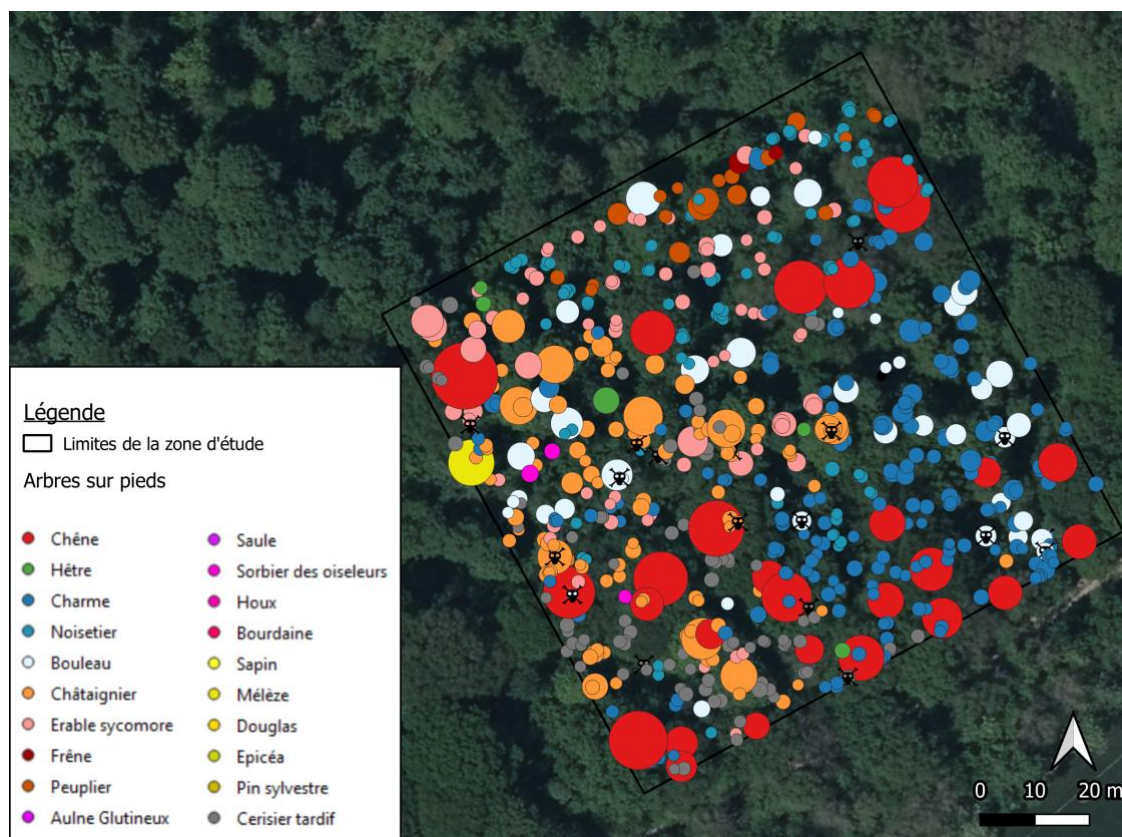 Légende
Limites de la zone d'étude
Arbres sur pieds
Chêne
Hêtre
Charme
Noisetier
Bouleau
Châtaignier
Erable sycomore
Frêne
Peuplier
Aulne Glutineux
Saule
Sorbier des oiseleurs
Houx
Bourdaine
Sapin
Mélèze
Douglas
Epicéa
Pin sylvestre
Cerisier tardif
0 10 20 m